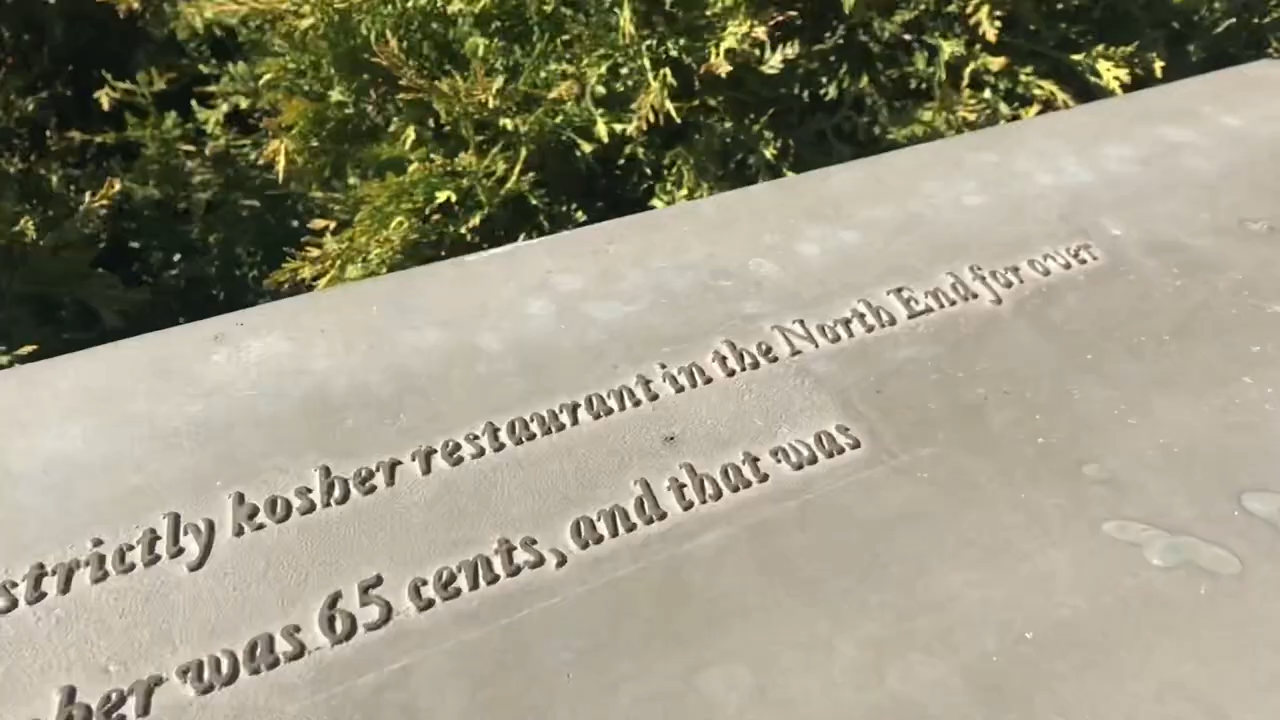 strictly kosher restaurant in the North End for over
was 65 cents, and that was